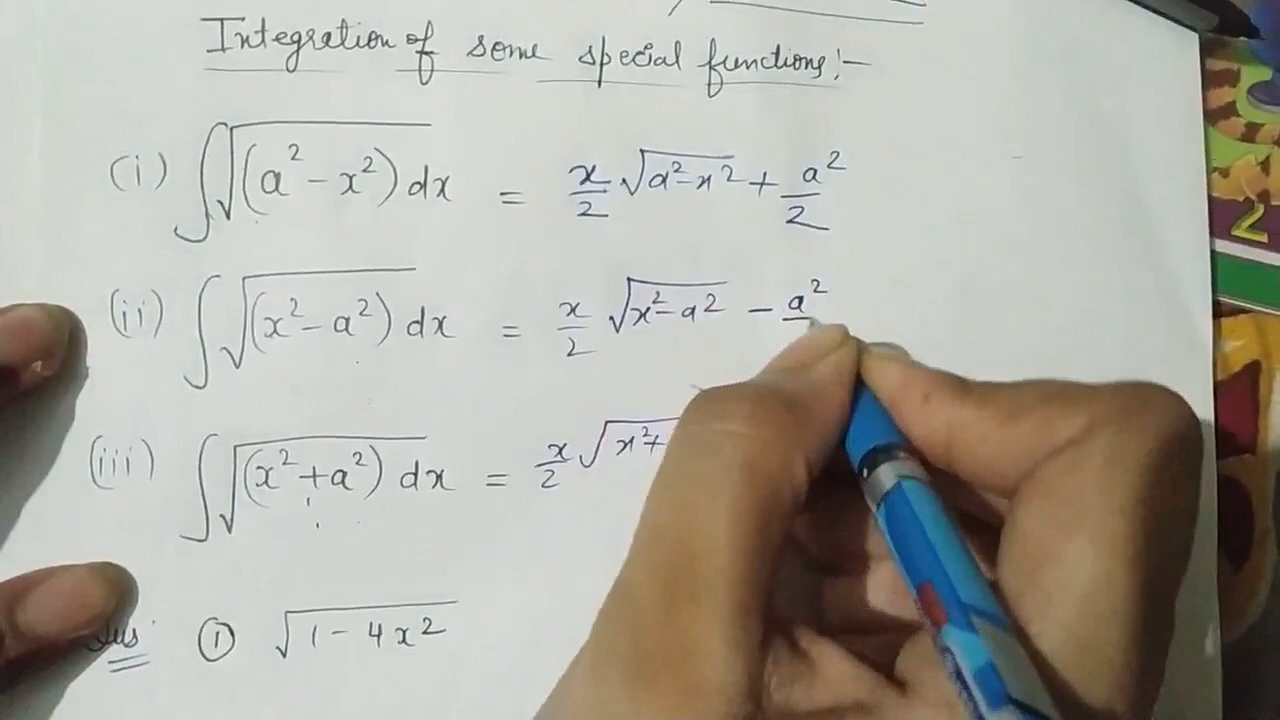 Integration of some special functions:-
(i) ∫√(a² - x²) dx = x/2 √a²-x² + a²/2
(ii) ∫√(x² - a²) dx = x/2 √x²-a² - a²
(iii) ∫√(x² + a²) dx = x/2 √x²+
① √1 - 4x²
2